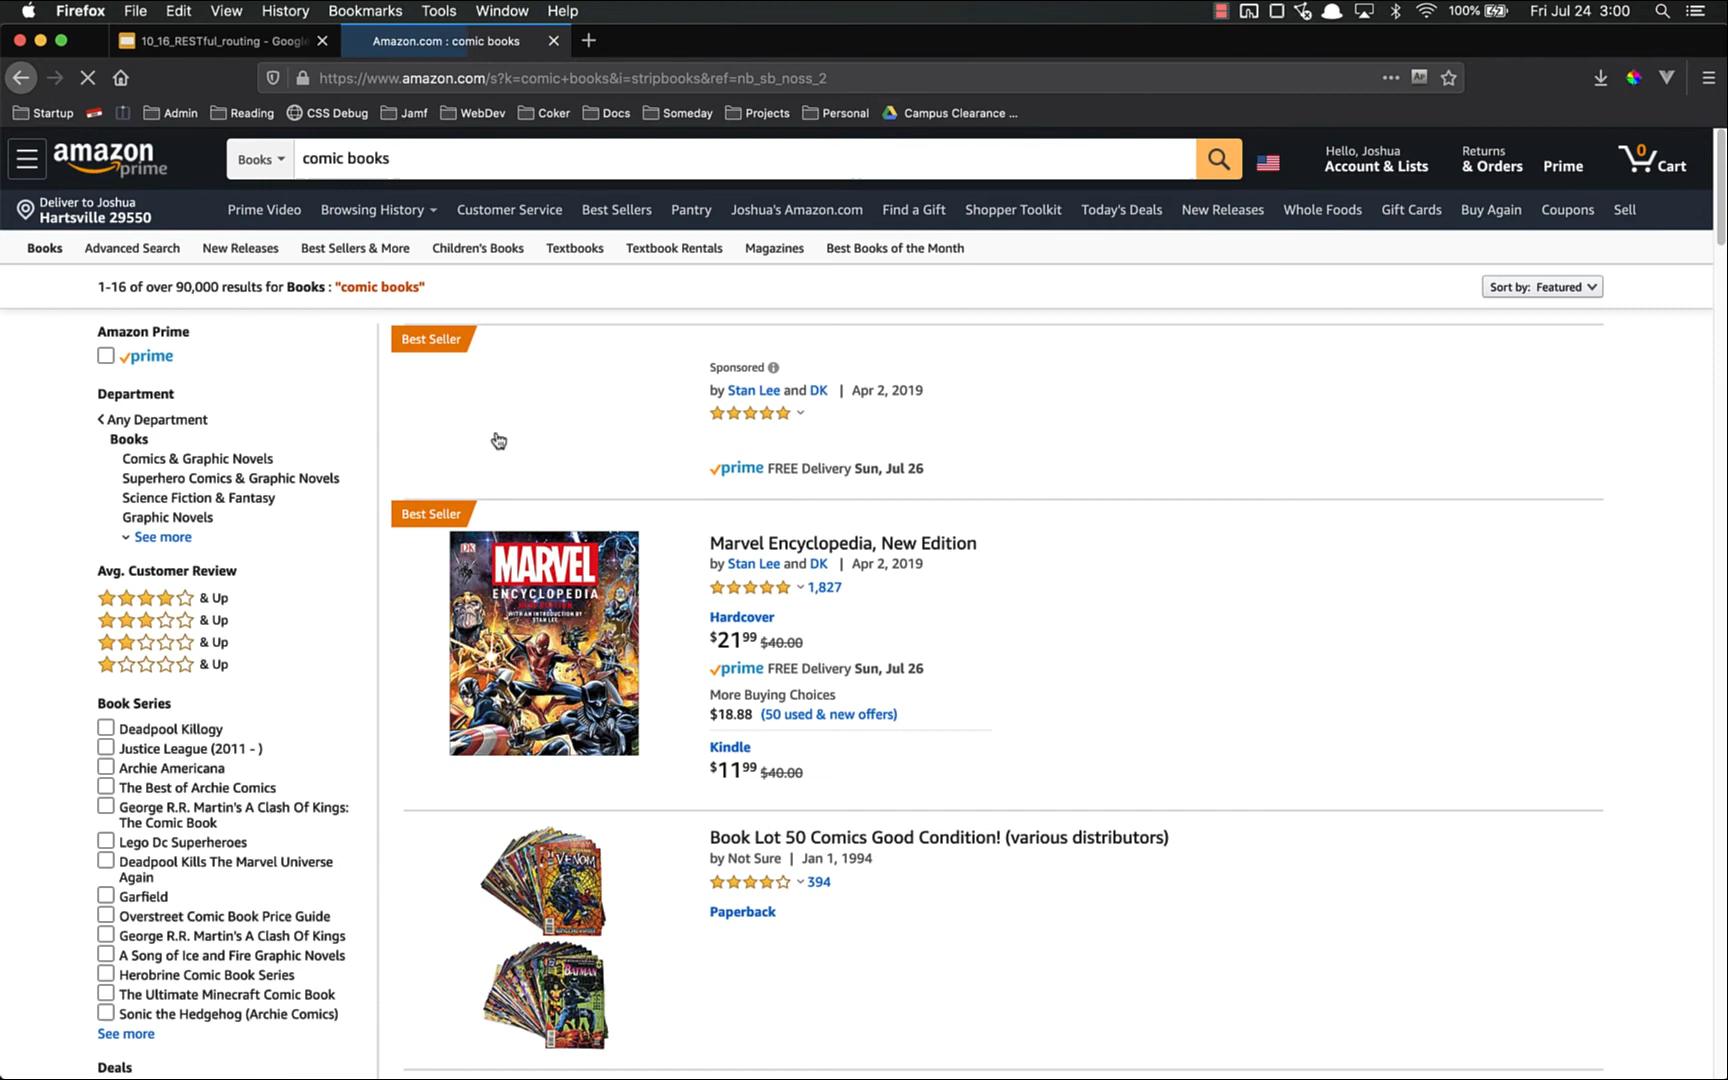 Firefox File Edit View History Bookmarks Tools Window Help 100% Fri Jul 24 3:00
10_16_RESTful_routing - Google Amazon.com : comic books
https://www.amazon.com/s?k=comic+books&i=stripbooks&ref=nb_sb_noss_2
Startup Admin Reading CSS Debug Jamf WebDev Coker Docs Someday Projects Personal Campus Clearance ...
amazon prime
Books comic books
Hello, Joshua
Account & Lists
Returns
& Orders
Prime
0
Cart
Deliver to Joshua
Hartsville 29550
Prime Video Browsing History Customer Service Best Sellers Pantry Joshua's Amazon.com Find a Gift Shopper Toolkit Today's Deals New Releases Whole Foods Gift Cards Buy Again Coupons Sell
Books Advanced Search New Releases Best Sellers & More Children's Books Textbooks Textbook Rentals Magazines Best Books of the Month
1-16 of over 90,000 results for Books : "comic books"
Sort by: Featured
Amazon Prime
prime
Department
Any Department
Books
Comics & Graphic Novels
Superhero Comics & Graphic Novels
Science Fiction & Fantasy
Graphic Novels
See more
Avg. Customer Review
& Up
& Up
& Up
& Up
Book Series
Deadpool Killogy
Justice League (2011 - )
Archie Americana
The Best of Archie Comics
George R.R. Martin's A Clash Of Kings:
The Comic Book
Lego Dc Superheroes
Deadpool Kills The Marvel Universe
Again
Garfield
Overstreet Comic Book Price Guide
George R.R. Martin's A Clash Of Kings
A Song of Ice and Fire Graphic Novels
Herobrine Comic Book Series
The Ultimate Minecraft Comic Book
Sonic the Hedgehog (Archie Comics)
See more
Deals
Best Seller
Sponsored
by Stan Lee and DK | Apr 2, 2019
prime FREE Delivery Sun, Jul 26
Best Seller
DK
MARVEL
ENCYCLOPEDIA
NEW EDITION
WITH AN INTRODUCTION BY
STAN LEE
Marvel Encyclopedia, New Edition
by Stan Lee and DK | Apr 2, 2019
1,827
Hardcover
$21.99 $40.00
prime FREE Delivery Sun, Jul 26
More Buying Choices
$18.88 (50 used & new offers)
Kindle
$11.99 $40.00
VENOM
BATMAN
Book Lot 50 Comics Good Condition! (various distributors)
by Not Sure | Jan 1, 1994
394
Paperback